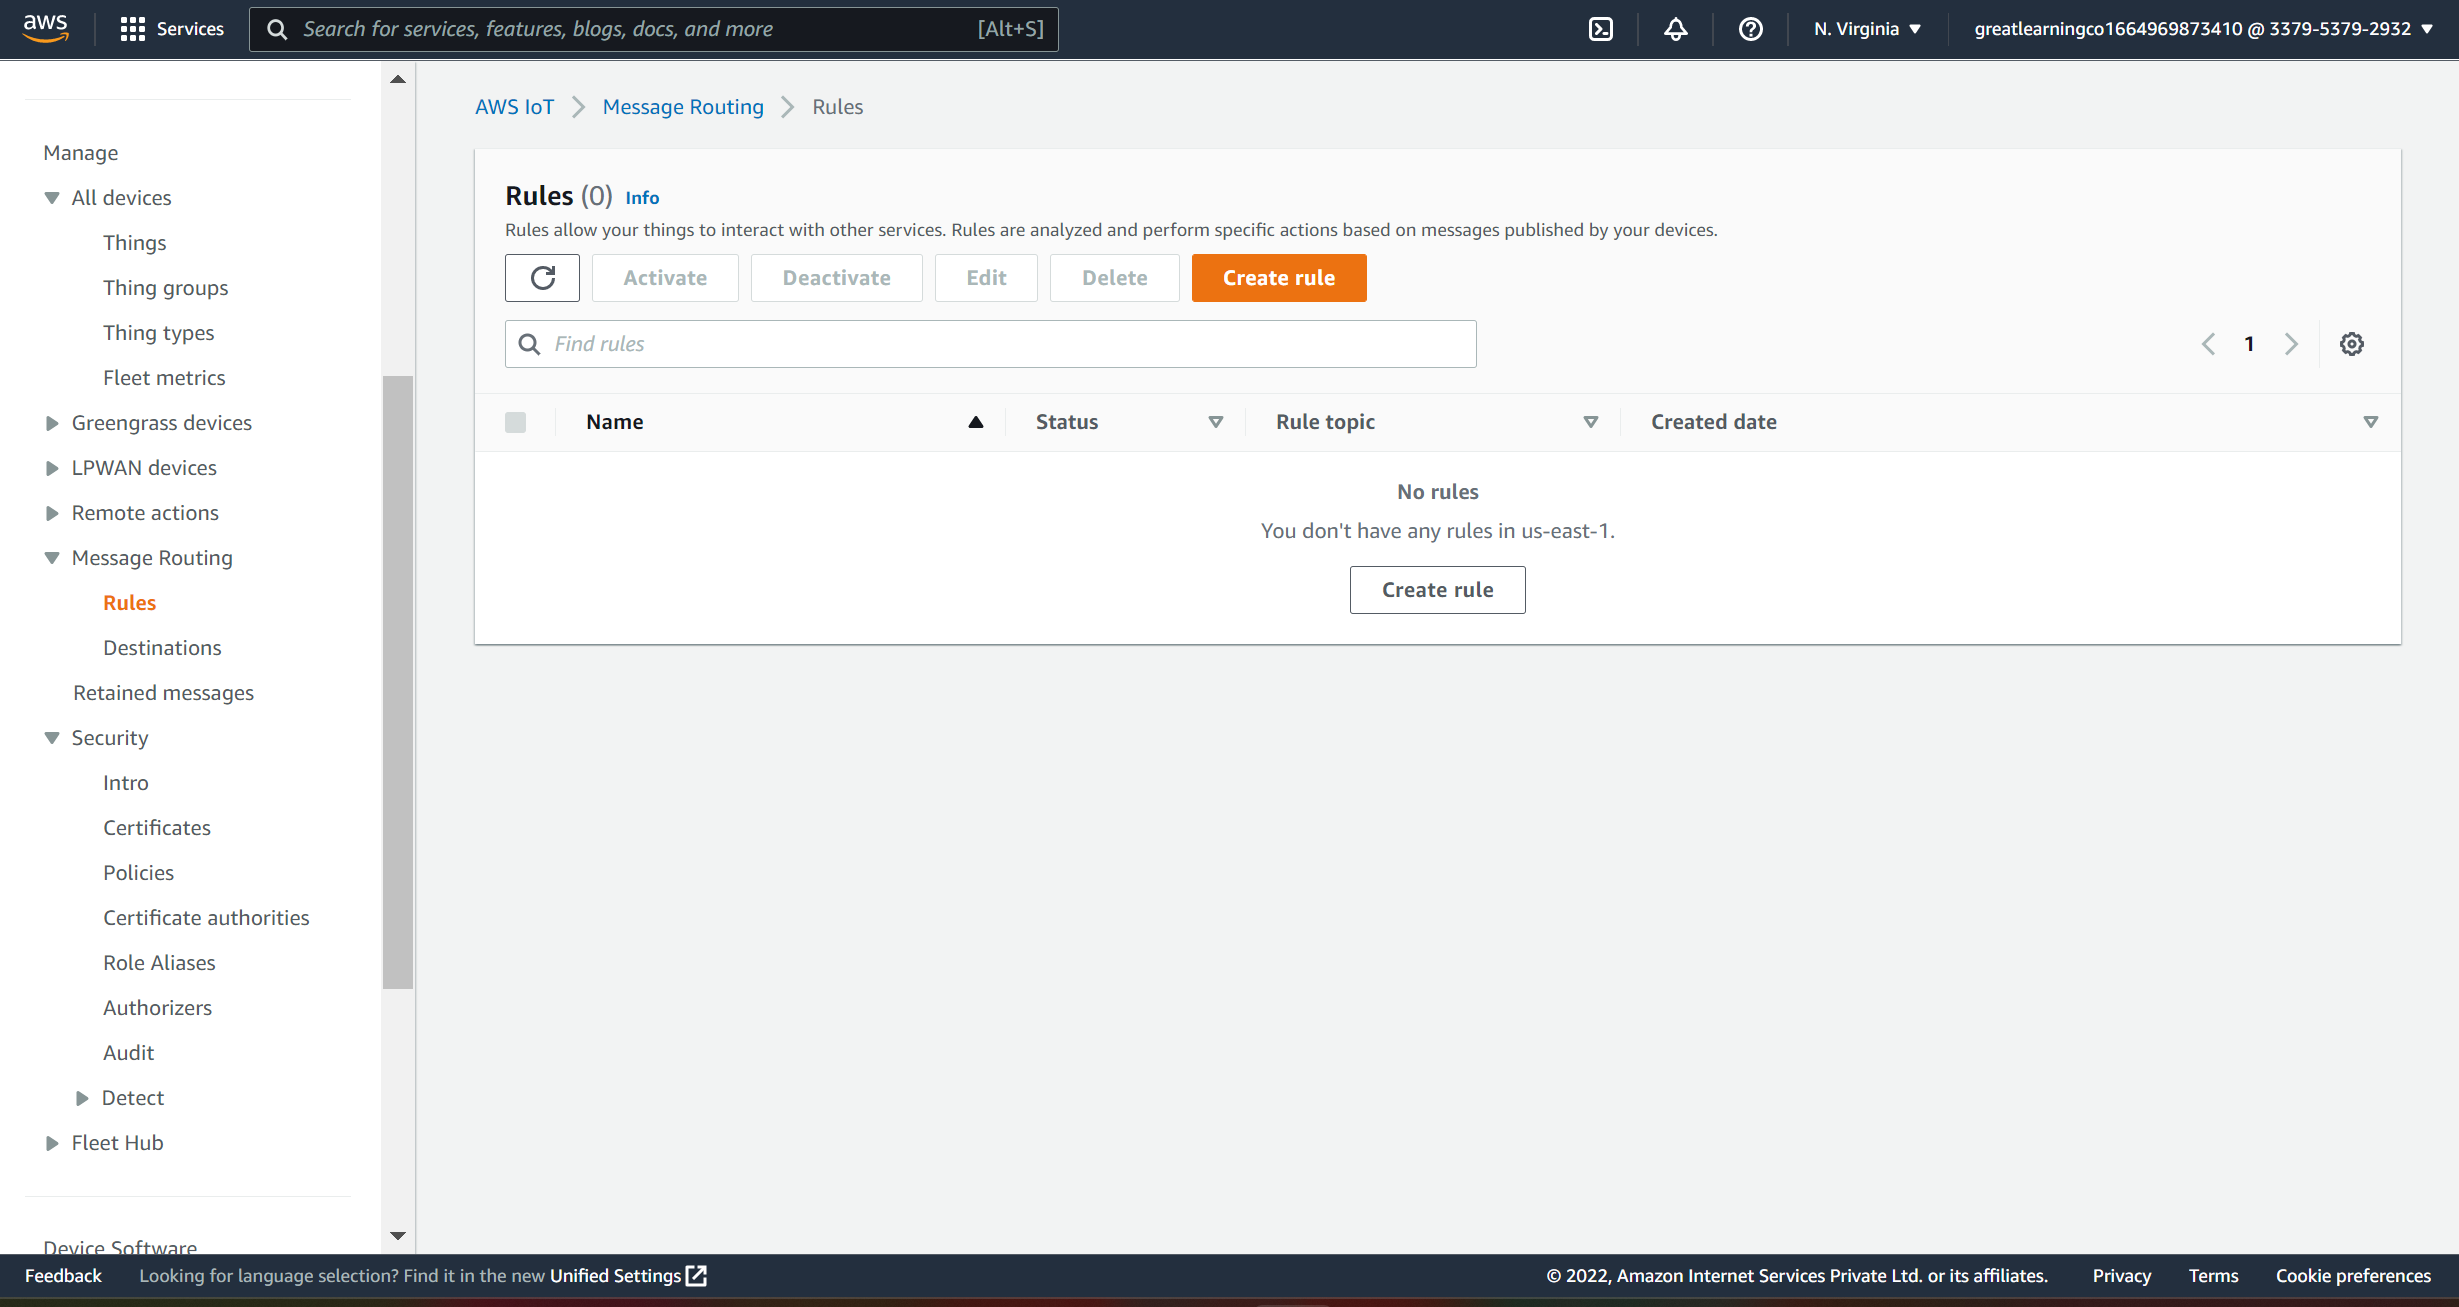 aws
Services
Search for services, features, blogs, docs, and more [Alt+S]
N. Virginia
greatlearningco1664969873410 @ 3379-5379-2932
Manage
All devices
Things
Thing groups
Thing types
Fleet metrics
Greengrass devices
LPWAN devices
Remote actions
Message Routing
Rules
Destinations
Retained messages
Security
Intro
Certificates
Policies
Certificate authorities
Role Aliases
Authorizers
Audit
Detect
Fleet Hub
Device Software
AWS IoT Message Routing Rules
Rules (0) Info
Rules allow your things to interact with other services. Rules are analyzed and perform specific actions based on messages published by your devices.
Activate Deactivate Edit Delete Create rule
Find rules
1
Name Status Rule topic Created date
No rules
You don't have any rules in us-east-1.
Create rule
Feedback Looking for language selection? Find it in the new Unified Settings © 2022, Amazon Internet Services Private Ltd. or its affiliates. Privacy Terms Cookie preferences